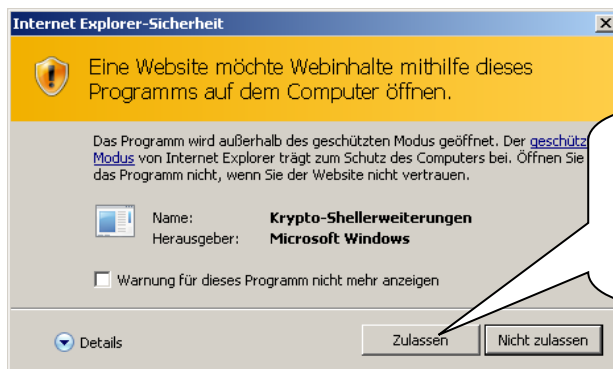 Internet Explorer-Sicherheit
Eine Website möchte Webinhalte mithilfe dieses
Programms auf dem Computer öffnen.
Das Programm wird außerhalb des geschützten Modus geöffnet. Der geschütz
Modus von Internet Explorer trägt zum Schutz des Computers bei. Öffnen Sie
das Programm nicht, wenn Sie der Website nicht vertrauen.
Name: Krypto-Shellerweiterungen
Herausgeber: Microsoft Windows
Warnung für dieses Programm nicht mehr anzeigen
Details Zulassen Nicht zulassen